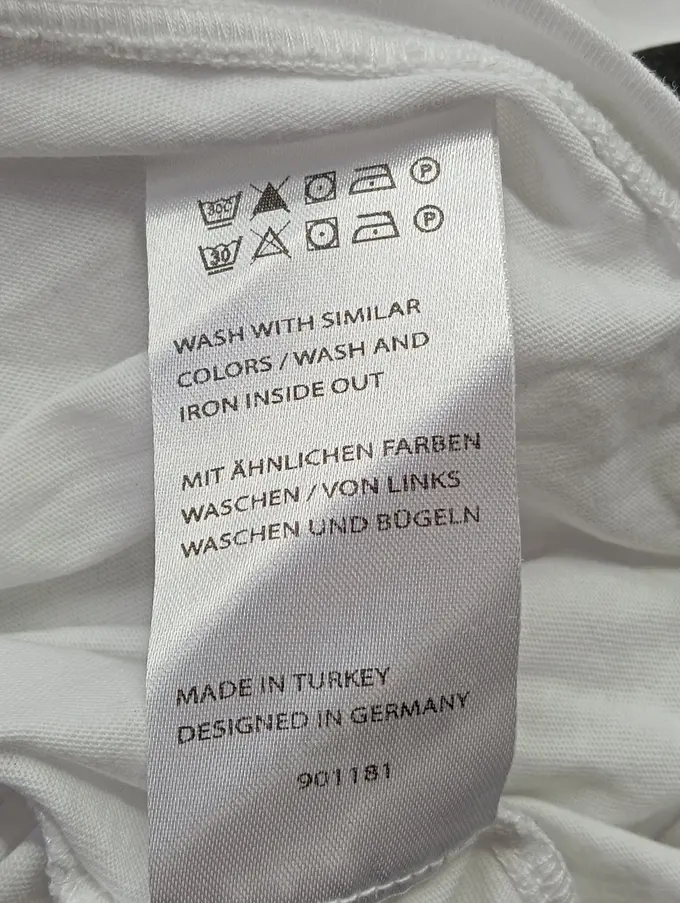 30C P
30 P
WASH WITH SIMILAR
COLORS / WASH AND
IRON INSIDE OUT
MIT ÄHNLICHEN FARBEN
WASCHEN / VON LINKS
WASCHEN UND BÜGELN
MADE IN TURKEY
DESIGNED IN GERMANY
901181